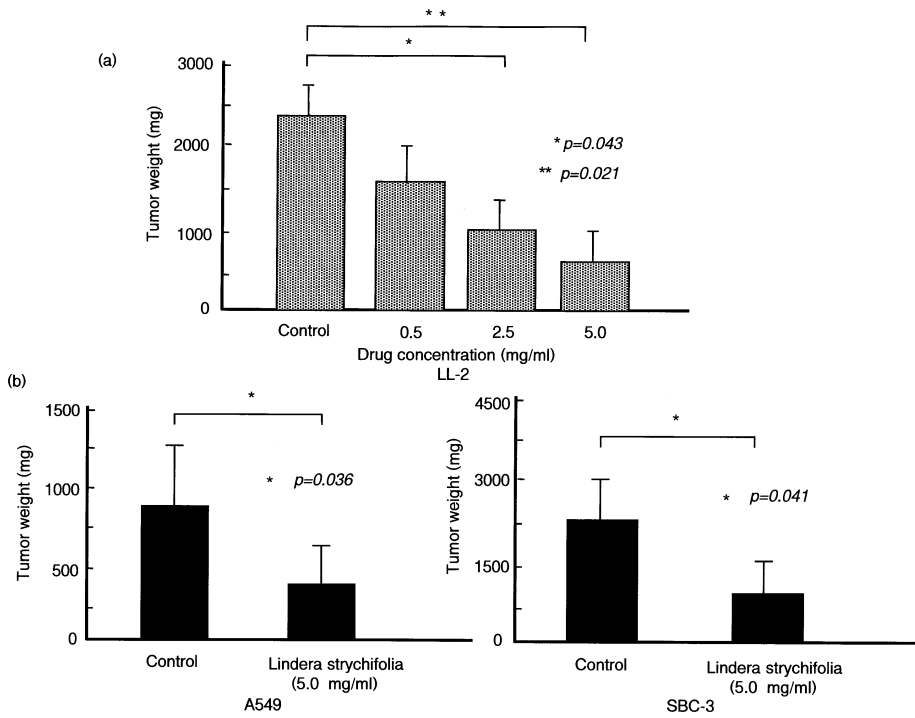 * *
*
(a)
3000
2000
1000
0
Tumor weight (mg)
* p=0.043
** p=0.021
Control
0.5
2.5
5.0
Drug concentration (mg/ml)
LL-2
(b)
1500
1000
500
0
Tumor weight (mg)
*
* p=0.036
Control
Lindera strychifolia
(5.0 mg/ml)
A549
4500
3000
1500
0
Tumor weight (mg)
*
* p=0.041
Control
Lindera strychifolia
(5.0 mg/ml)
SBC-3